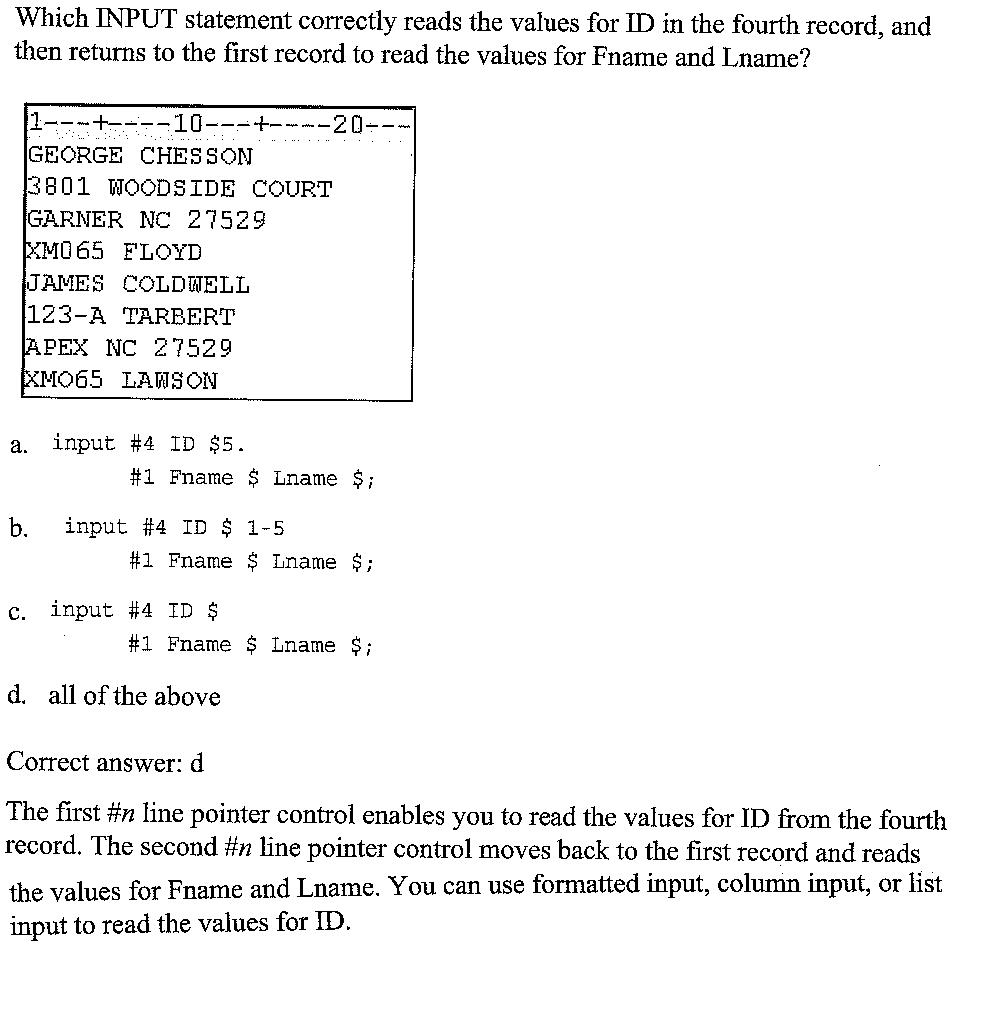 Which INPUT statement correctly reads the values for ID in the fourth record, and
then returns to the first record to read the values for Fname and Lname?
1---+----10---+----20---
GEORGE CHESSON
3801 WOODSIDE COURT
GARNER NC 27529
XM065 FLOYD
JAMES COLDWELL
123-A TARBERT
APEX NC 27529
XMO65 LAWSON
a. input #4 ID $5.
#1 Fname $ Lname $;
b. input #4 ID $ 1-5
#1 Fname $ Lname $;
c. input #4 ID $
#1 Fname $ Lname $;
d. all of the above
Correct answer: d
The first #n line pointer control enables you to read the values for ID from the fourth
record. The second #n line pointer control moves back to the first record and reads
the values for Fname and Lname. You can use formatted input, column input, or list
input to read the values for ID.